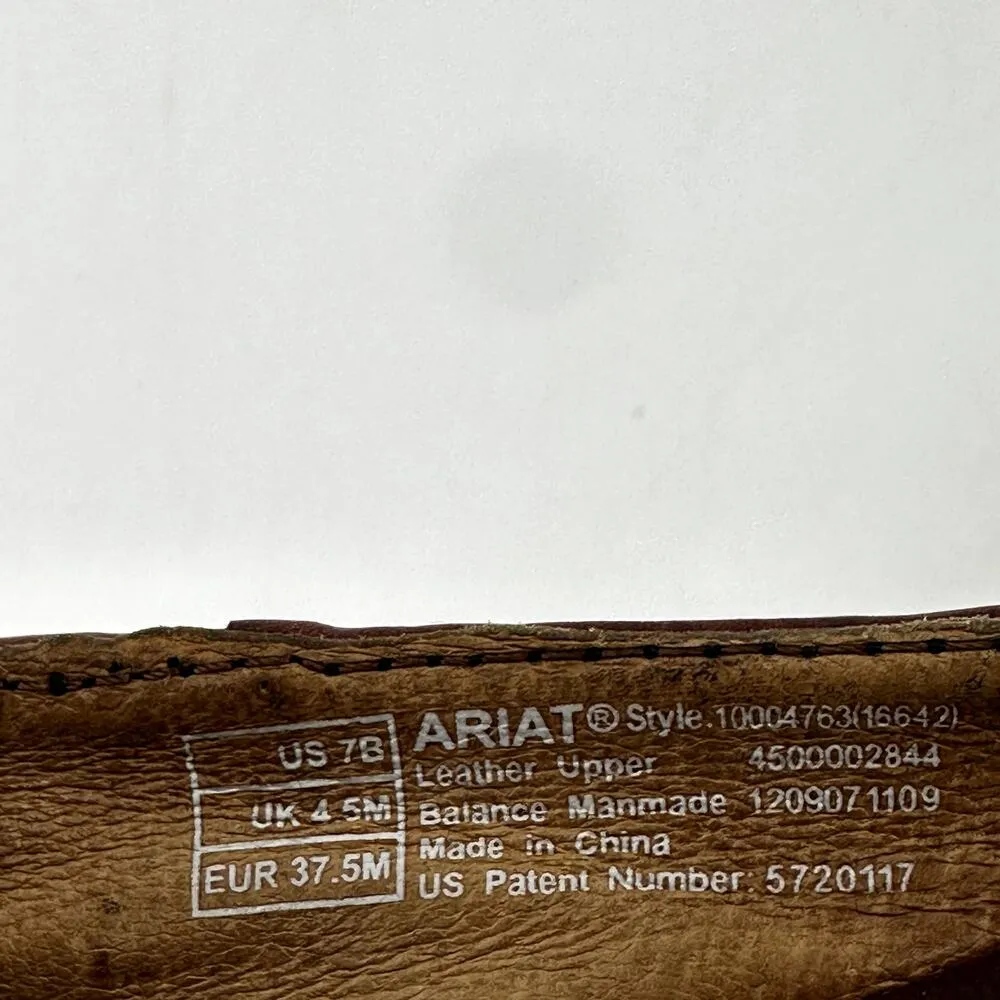 US 7B
UK 4.5M
EUR 37.5M
ARIAT® Style.10004763(16642)
Leather Upper 4500002844
Balance Manmade 1209071109
Made in China
US Patent Number: 5720117